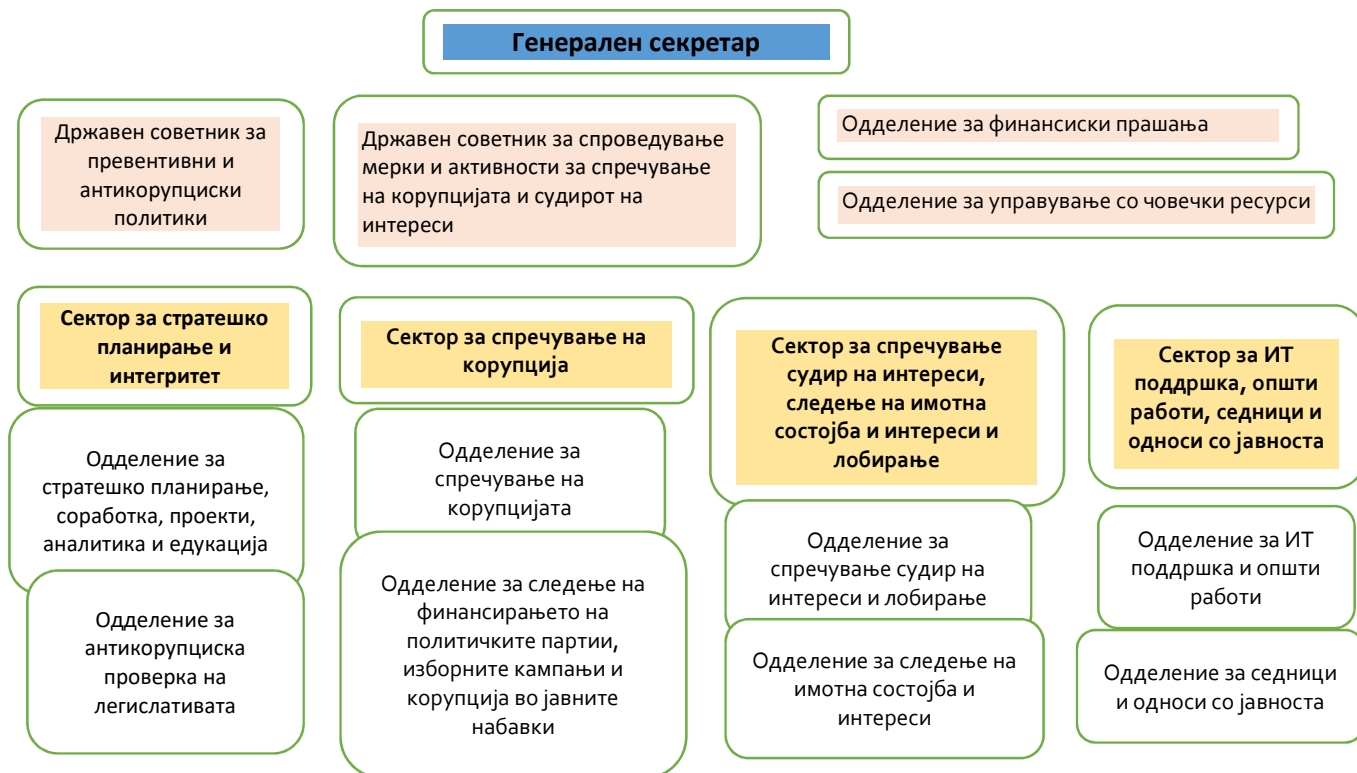 Генерален секретар
Државен советник за
превентивни и
антикорупциски
политики
Државен советник за спроведување
мерки и активности за спречување
на корупцијата и судирот на
интереси
Одделение за финансиски прашања
Одделение за управување со човечки ресурси
Сектор за стратешко
планирање и
интегритет
Сектор за спречување на
корупција
Сектор за спречување
судир на интереси,
следење на имотна
состојба и интереси и
лобирање
Сектор за ИТ
поддршка, општи
работи, седници и
односи со јавноста
Одделение за
стратешко планирање,
соработка, проекти,
аналитика и едукација
Одделение за
спречување на
корупцијата
Одделение за
спречување судир на
интереси и лобирање
Одделение за ИТ
поддршка и општи
работи
Одделение за
антикорупциска
проверка на
легислативата
Одделение за следење на
финансирањето на
политичките партии,
изборните кампањи и
корупција во јавните
набавки
Одделение за следење на
имотна состојба и
интереси
Одделение за седници
и односи со јавноста